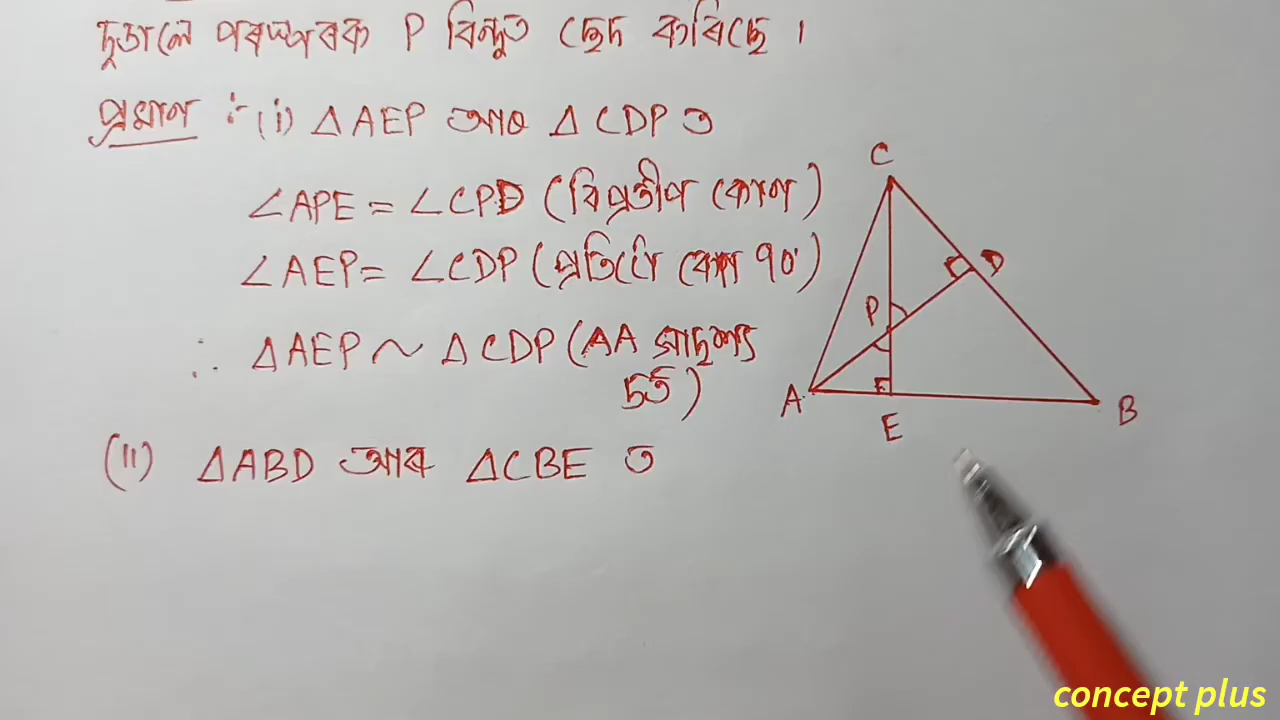 দুডালে পৰস্পৰক P বিন্দুত ছেদ কৰিছে ।
প্ৰমাণ :- (i) △AEP আৰু △CDP ত
∠APE = ∠CPD (বিপ্ৰতীপ কোণ)
∠AEP = ∠CDP (প্ৰতিটো কোণ 90°)
∴ △AEP ~ △CDP (AA সাদৃশ্য
চৰ্ত)
(ii) △ABD আৰু △CBE ত
C
D
P
A
E
B
concept plus